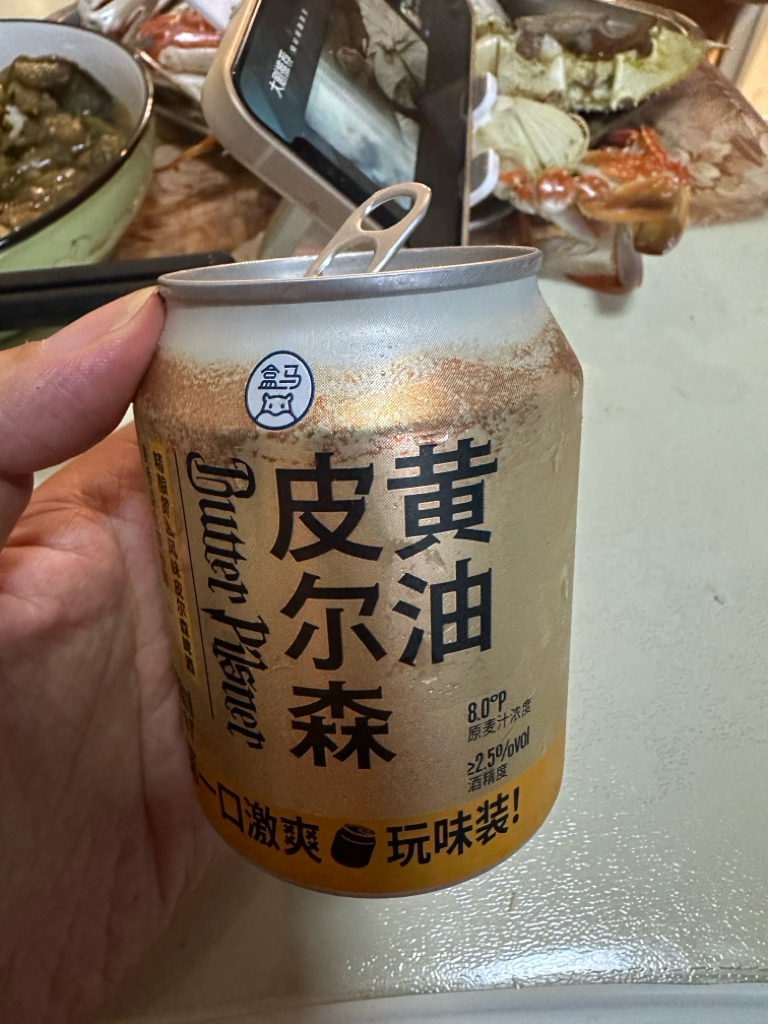 盒马
黄油
皮尔森
Butter Pilsner
8.0°P
原麦汁浓度
≥2.5%vol
酒精度
一口激爽
玩味装!